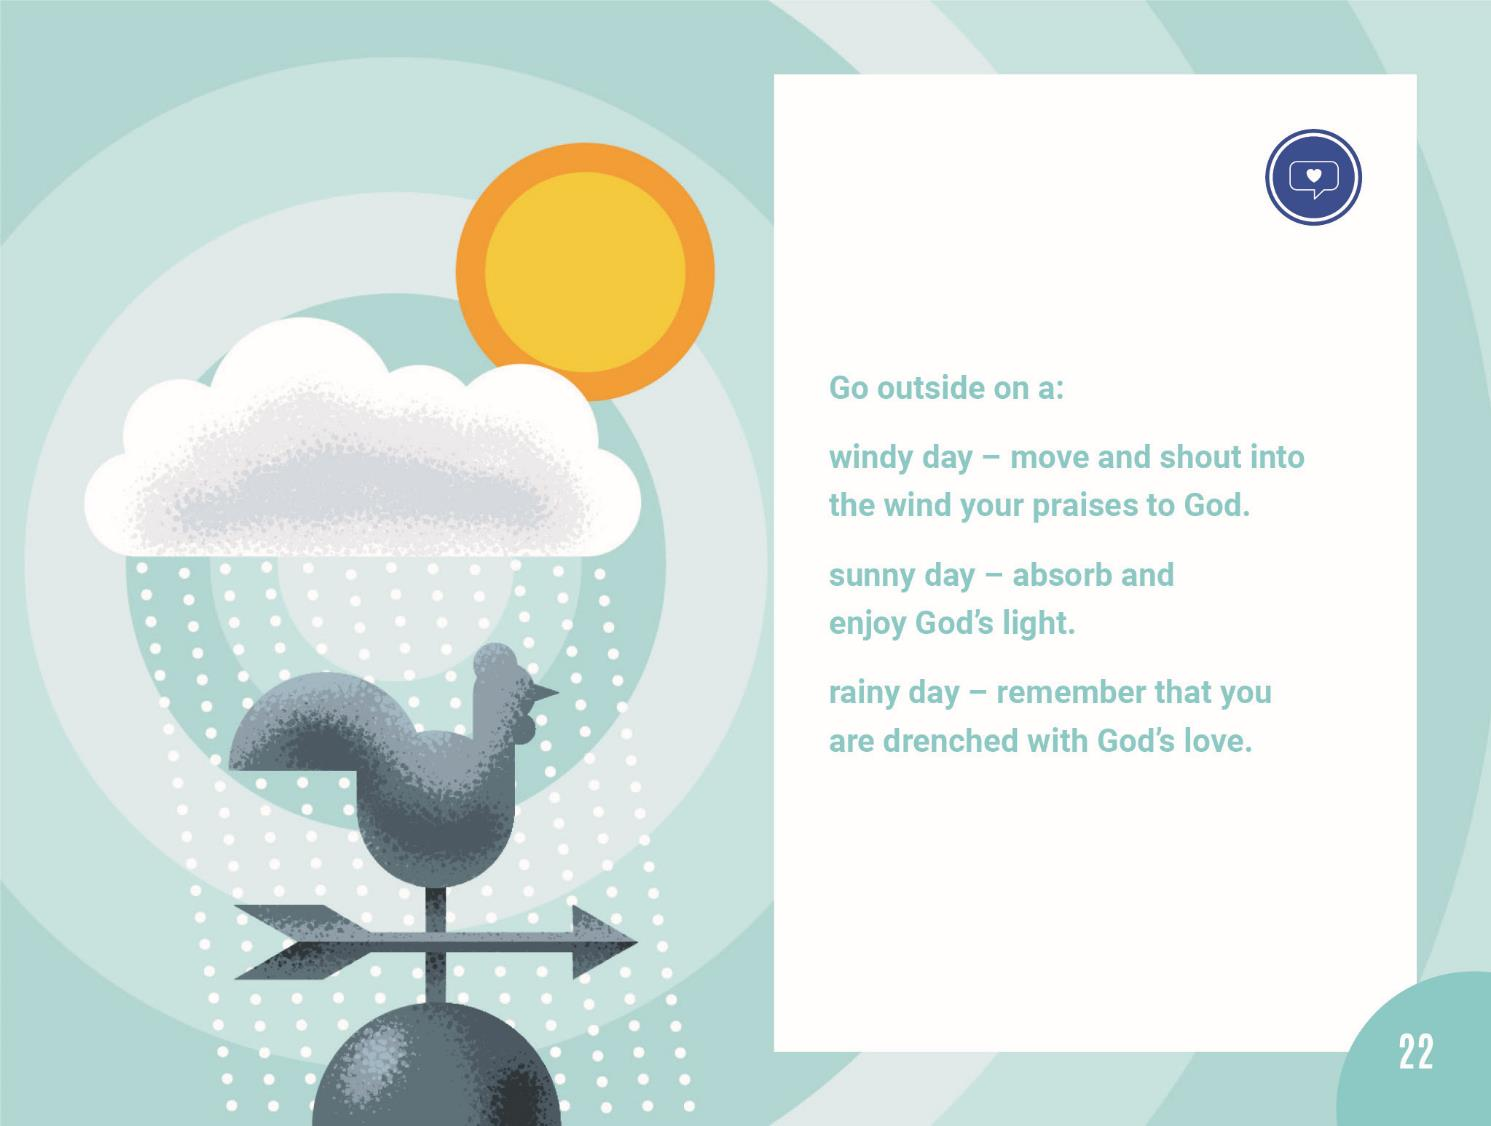 Go outside on a:
windy day – move and shout into
the wind your praises to God.
sunny day – absorb and
enjoy God’s light.
rainy day – remember that you
are drenched with God’s love.
22